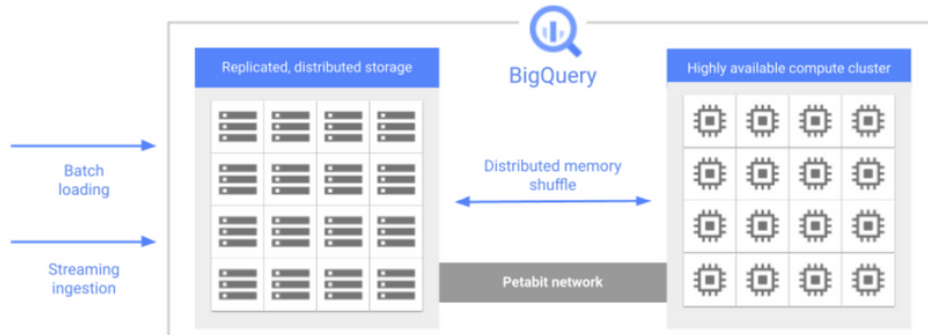 BigQuery
Replicated, distributed storage
Highly available compute cluster
Batch
loading
Streaming
ingestion
Distributed memory
shuffle
Petabit network